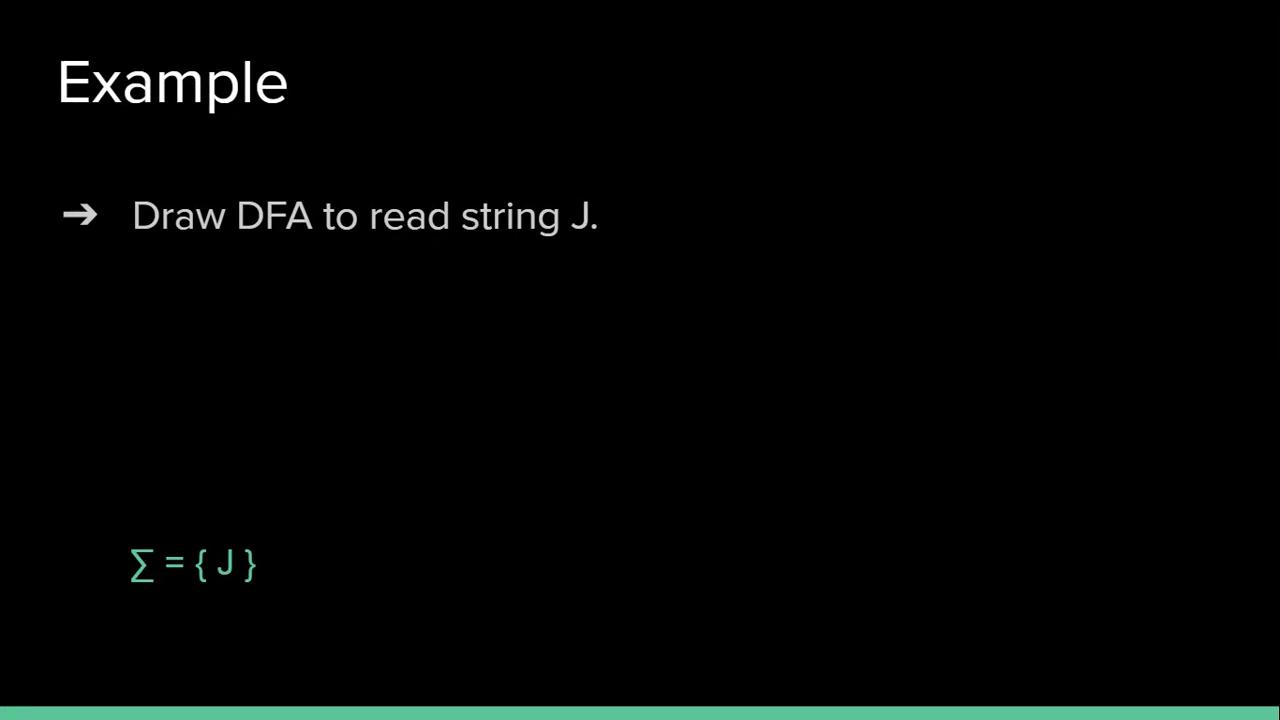 Example
➔ Draw DFA to read string J.
∑ = { J }